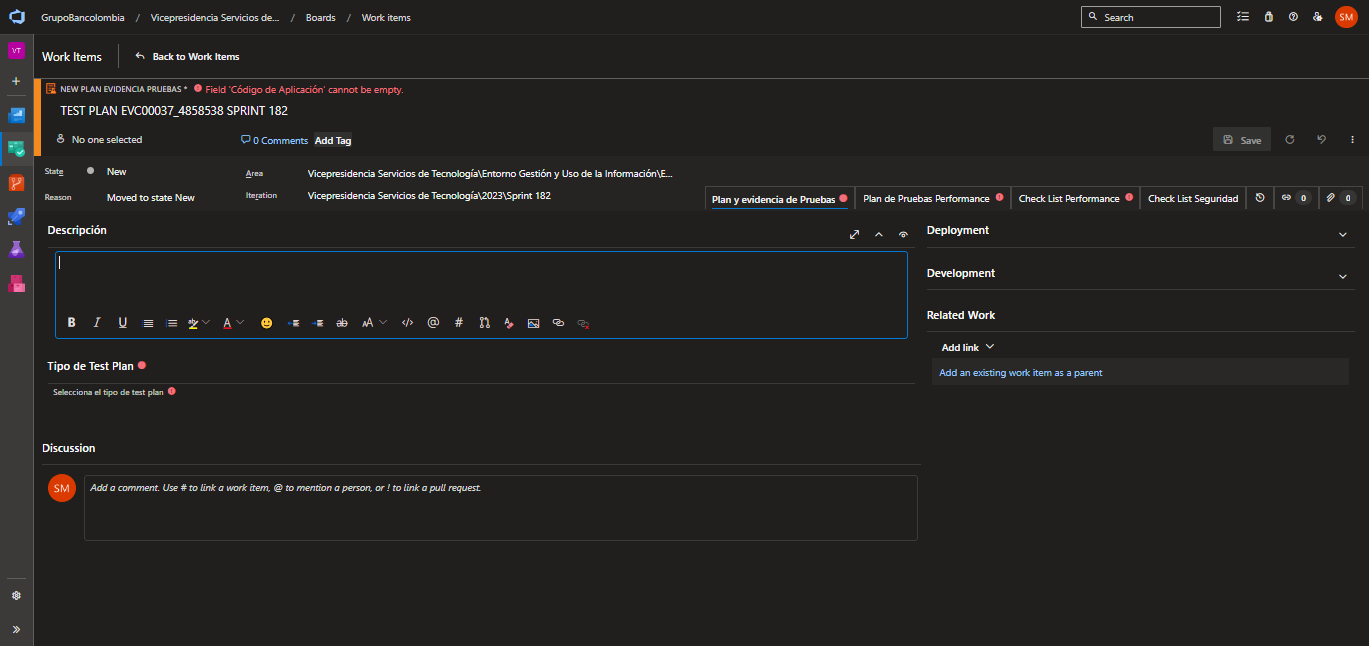 GrupoBancolombia / Vicepresidencia Servicios de... / Boards / Work items
Search
SM
VT
Work Items
Back to Work Items
NEW PLAN EVIDENCIA PRUEBAS *
Field 'Código de Aplicación' cannot be empty.
TEST PLAN EVC00037_4858538 SPRINT 182
No one selected
0 Comments
Add Tag
Save
State
New
Area
Vicepresidencia Servicios de Tecnología\Entorno Gestión y Uso de la Información\E...
Reason
Moved to state New
Iteration
Vicepresidencia Servicios de Tecnología\2023\Sprint 182
Plan y evidencia de Pruebas
Plan de Pruebas Performance
Check List Performance
Check List Seguridad
0
0
Descripción
Deployment
Development
Related Work
Add link
Add an existing work item as a parent
Tipo de Test Plan
Selecciona el tipo de test plan
Discussion
SM
Add a comment. Use # to link a work item, @ to mention a person, or ! to link a pull request.